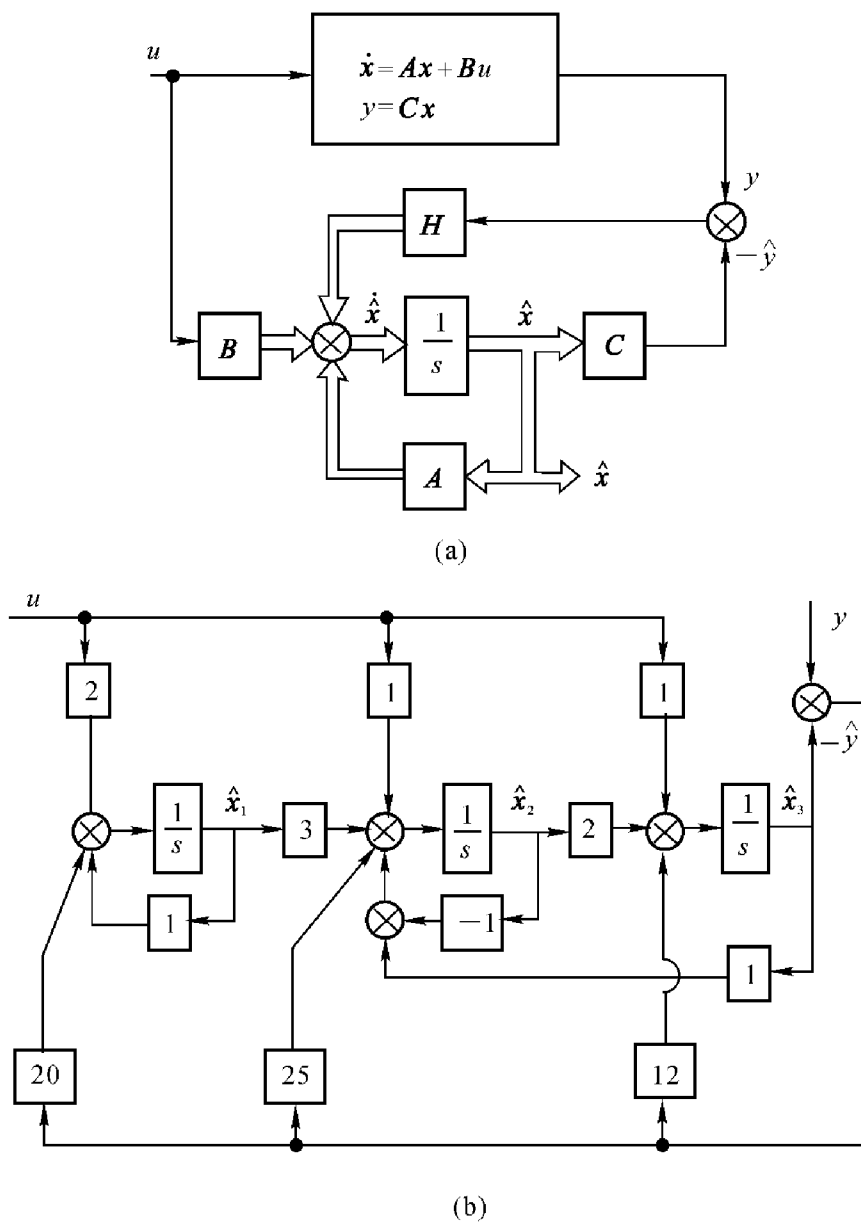 u
ẋ = Ax + Bu
y = Cx
y
H
−ŷ
B
x̂̇
1/s
x̂
C
A
x̂
(a)
u
y
2
1
1
−ŷ
1/s
x̂₁
3
1/s
x̂₂
2
1/s
x̂₃
1
−1
1
20
25
12
(b)